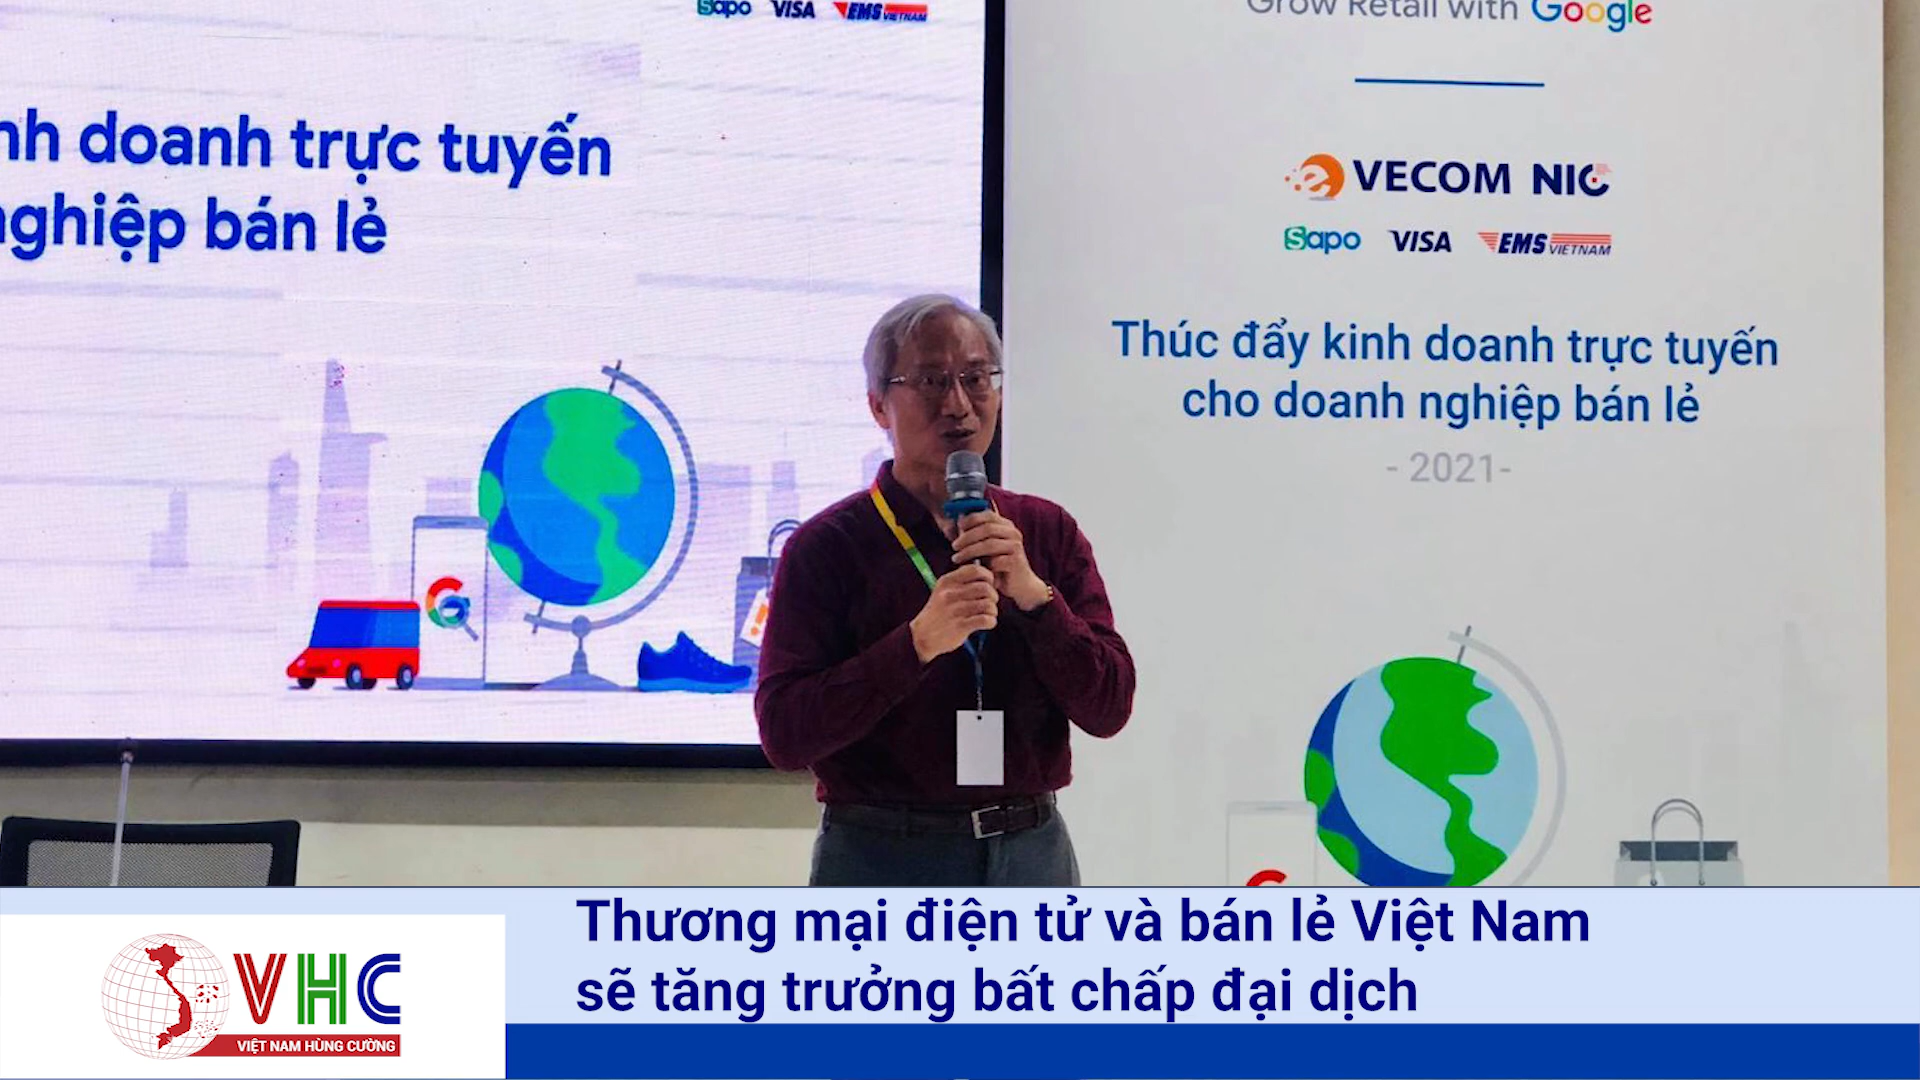 Sapo VISA EMS VIETNAM
nh doanh trực tuyến
nghiệp bán lẻ
Grow Retail with Google
VECOM NIC
Sapo VISA EMS VIETNAM
Thúc đẩy kinh doanh trực tuyến
cho doanh nghiệp bán lẻ
- 2021-
Thương mại điện tử và bán lẻ Việt Nam
sẽ tăng trưởng bất chấp đại dịch
VHC
VIỆT NAM HÙNG CƯỜNG